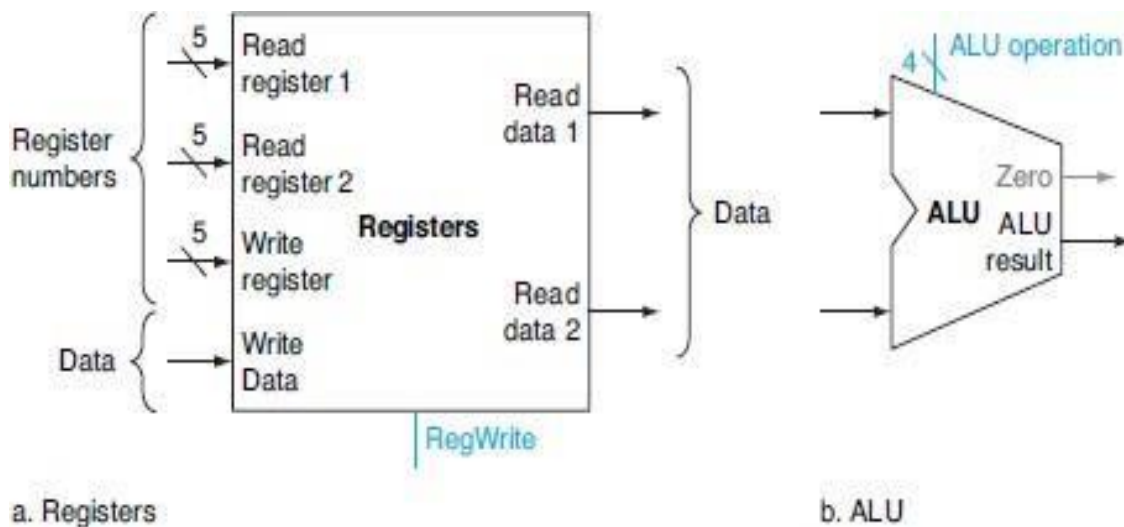 Register
numbers
Data
5
Read
register 1
5
Read
register 2
5
Write
register
Write
Data
Registers
Read
data 1
Read
data 2
RegWrite
Data
4
ALU operation
Zero
ALU
ALU
result
a. Registers
b. ALU